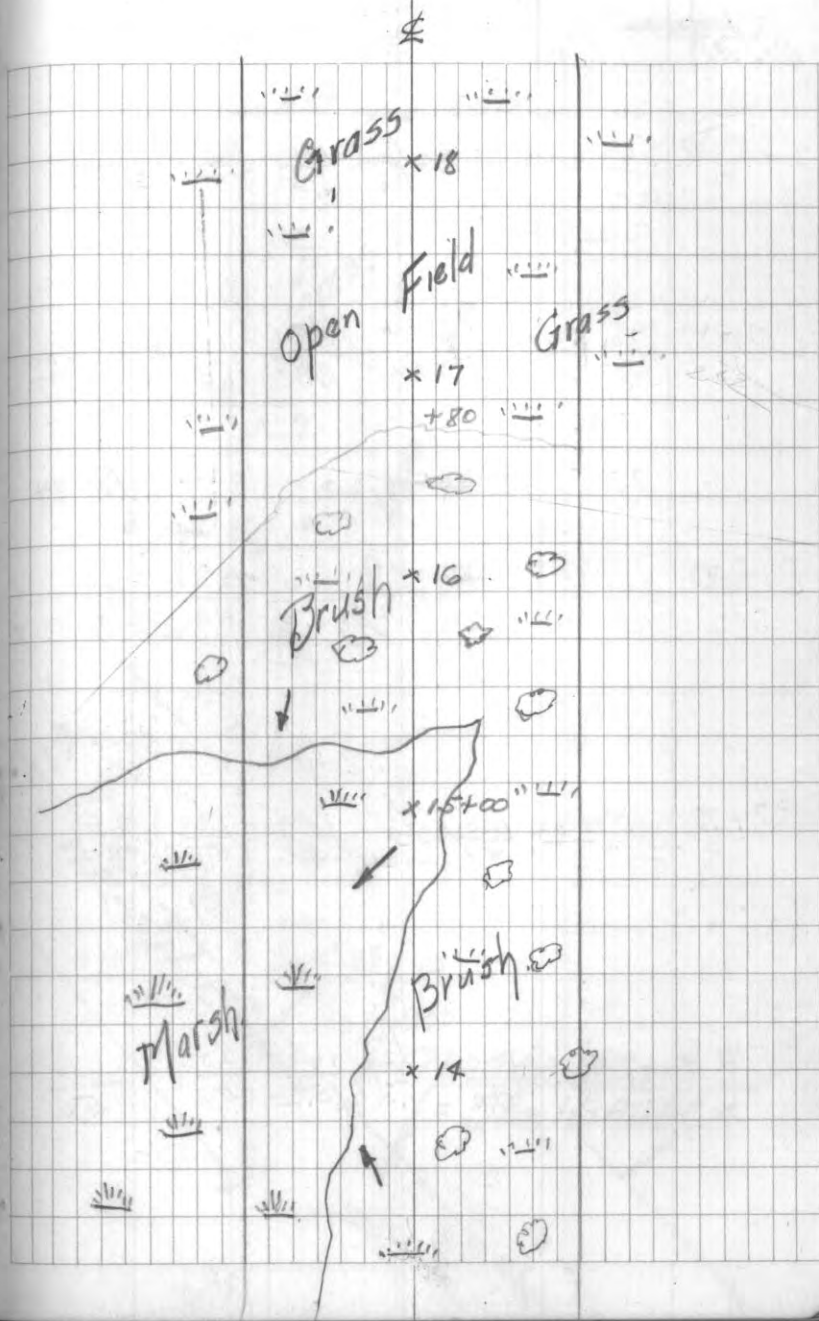 ℄
Grass
× 18
Field
Open
Grass
× 17
+80
× 16
Brush
× 15+00
Brush
Marsh
× 14